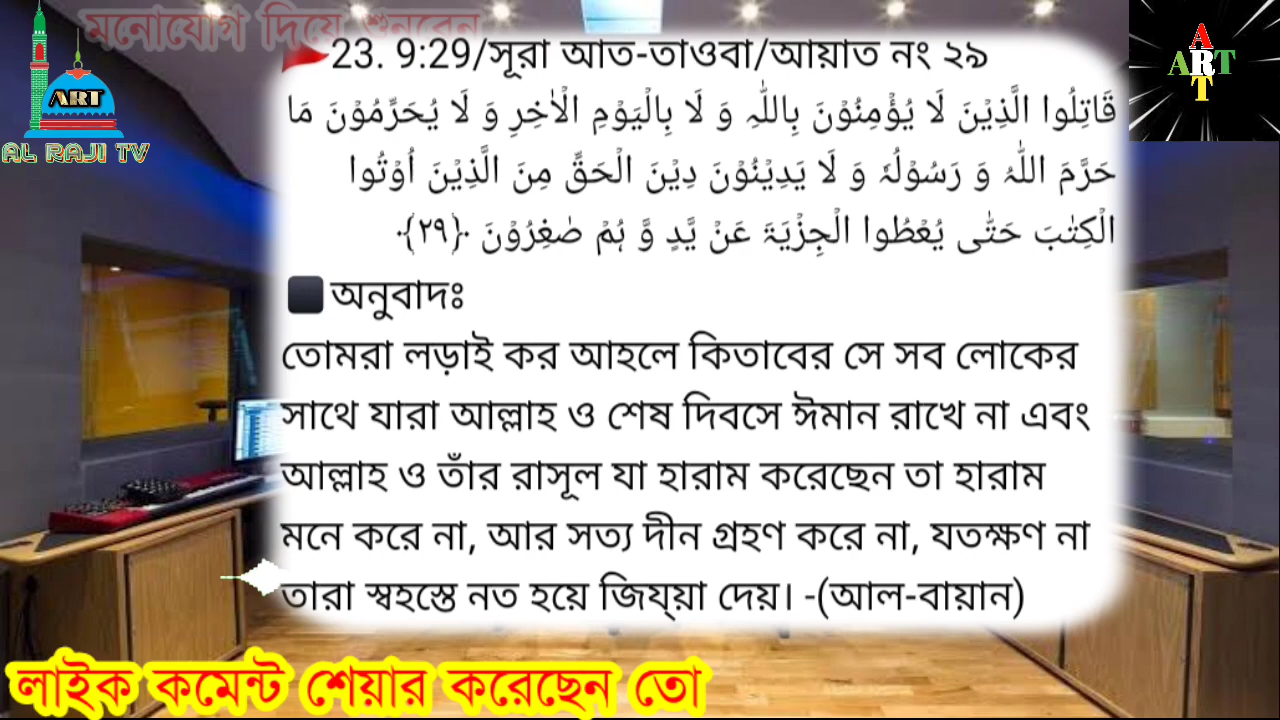 মনোযোগ দিয়ে শুনবেন
23. 9:29/সূরা আত-তাওবা/আয়াত নং ২৯
قَاتِلُوا الَّذِیۡنَ لَا یُؤۡمِنُوۡنَ بِاللّٰہِ وَ لَا بِالۡیَوۡمِ الۡاٰخِرِ وَ لَا یُحَرِّمُوۡنَ مَا
حَرَّمَ اللّٰہُ وَ رَسُوۡلُہٗ وَ لَا یَدِیۡنُوۡنَ دِیۡنَ الۡحَقِّ مِنَ الَّذِیۡنَ اُوۡتُوا
الۡکِتٰبَ حَتّٰی یُعۡطُوا الۡجِزۡیَۃَ عَنۡ یَّدٍ وَّ ہُمۡ صٰغِرُوۡنَ ﴿۲۹﴾
অনুবাদঃ
তোমরা লড়াই কর আহলে কিতাবের সে সব লোকের
সাথে যারা আল্লাহ ও শেষ দিবসে ঈমান রাখে না এবং
আল্লাহ ও তাঁর রাসূল যা হারাম করেছেন তা হারাম
মনে করে না, আর সত্য দীন গ্রহণ করে না, যতক্ষণ না
তারা স্বহস্তে নত হয়ে জিয্য়া দেয়। -(আল-বায়ান)
ART
AL RAJI TV
A
ART
T
লাইক কমেন্ট শেয়ার করেছেন তো